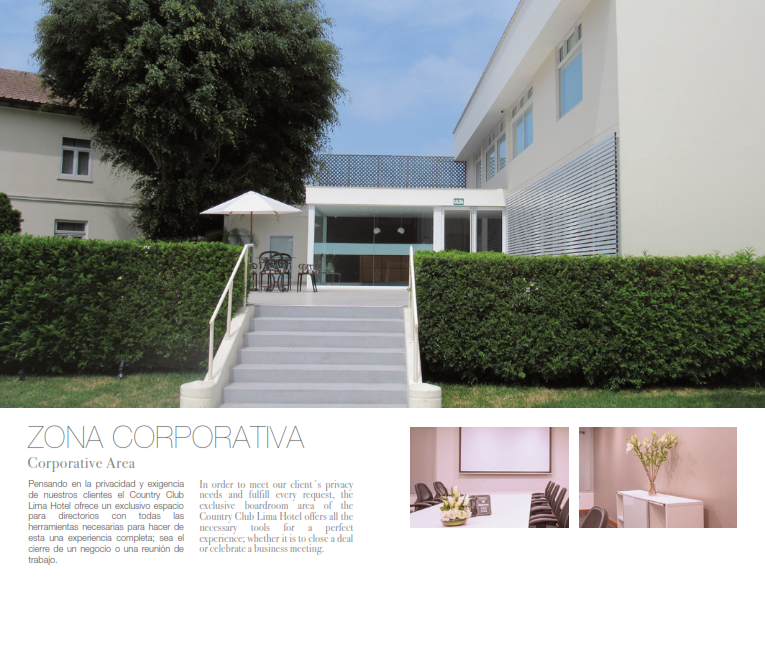 ZONA CORPORATIVA
Corporative Area
Pensando en la privacidad y exigencia
de nuestros clientes el Country Club
Lima Hotel ofrece un exclusivo espacio
para directorios con todas las
herramientas necesarias para hacer de
esta una experiencia completa; sea el
cierre de un negocio o una reunión de
trabajo.
In order to meet our client´s privacy
needs and fulfill every request, the
exclusive boardroom area of the
Country Club Lima Hotel offers all the
necessary tools for a perfect
experience; whether it is to close a deal
or celebrate a business meeting.